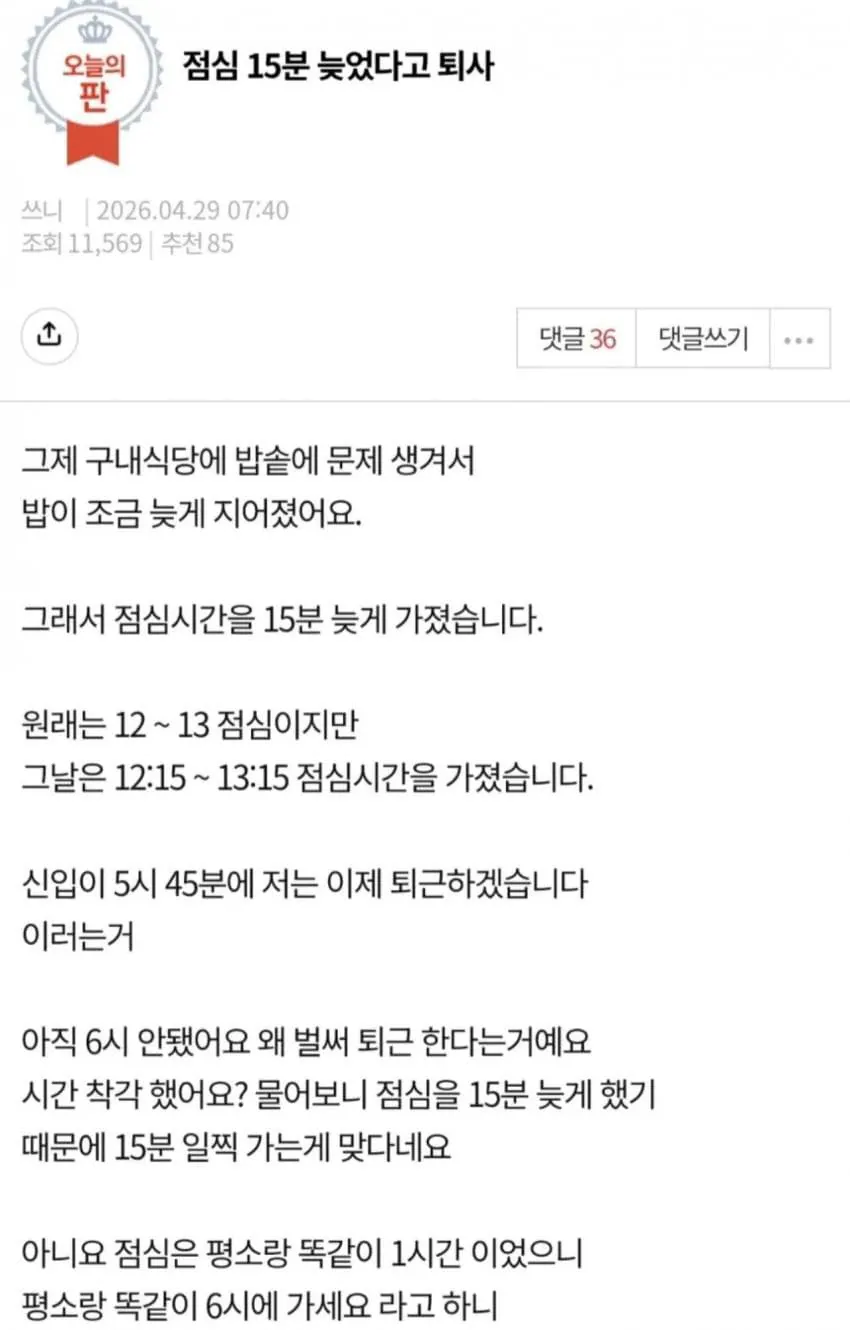 오늘의
판
점심 15분 늦었다고 퇴사
쓰니 | 2026.04.29 07:40
조회 11,569 | 추천 85
댓글 36
댓글쓰기
그제 구내식당에 밥솥에 문제 생겨서
밥이 조금 늦게 지어졌어요.
그래서 점심시간을 15분 늦게 가졌습니다.
원래는 12 ~ 13 점심이지만
그날은 12:15 ~ 13:15 점심시간을 가졌습니다.
신입이 5시 45분에 저는 이제 퇴근하겠습니다
이러는거
아직 6시 안됐어요 왜 벌써 퇴근 한다는거예요
시간 착각 했어요? 물어보니 점심을 15분 늦게 했기
때문에 15분 일찍 가는게 맞다네요
아니요 점심은 평소랑 똑같이 1시간 이었으니
평소랑 똑같이 6시에 가세요 라고 하니